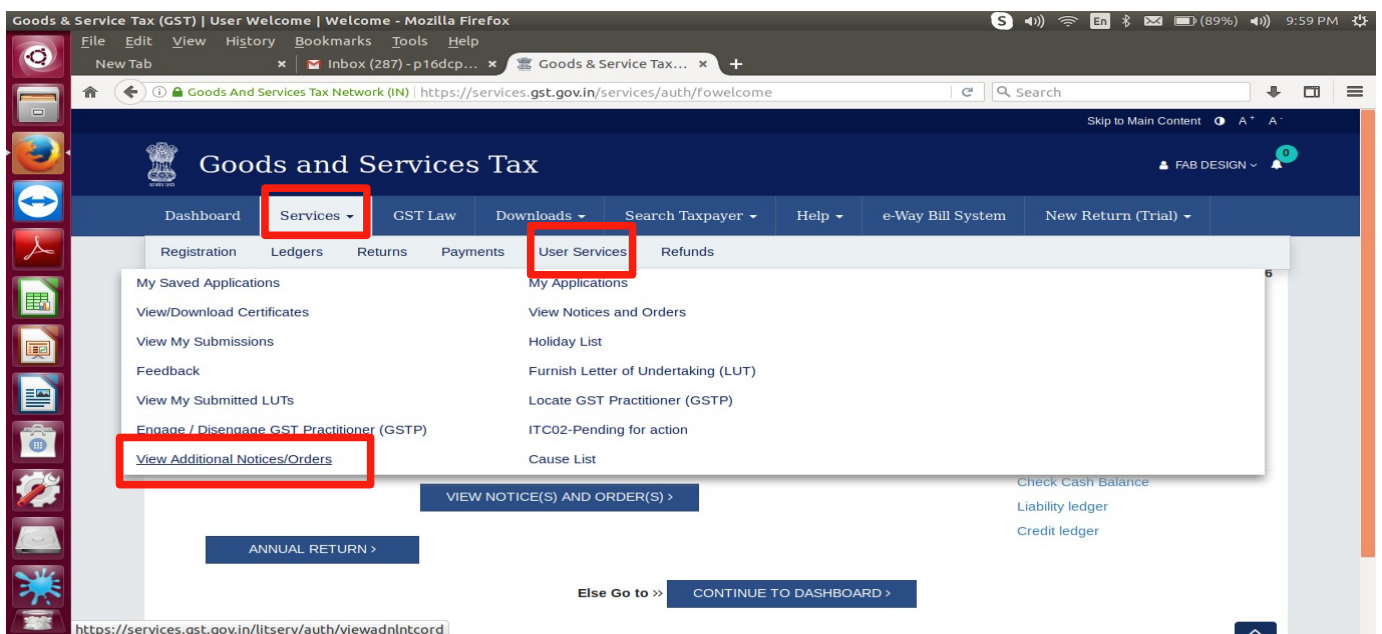 Goods & Service Tax (GST) | User Welcome | Welcome - Mozilla Firefox S En (89%) 9:59 PM
File Edit View History Bookmarks Tools Help
New Tab × Inbox (287) - p16dcp... × Goods & Service Tax... × +
Goods And Services Tax Network (IN) https://services.gst.gov.in/services/auth/fowelcome Search
Skip to Main Content A+ A-
Goods and Services Tax
FAB DESIGN 0
Dashboard Services GST Law Downloads Search Taxpayer Help e-Way Bill System New Return (Trial)
Registration Ledgers Returns Payments User Services Refunds
6
My Saved Applications My Applications
View/Download Certificates View Notices and Orders
View My Submissions Holiday List
Feedback Furnish Letter of Undertaking (LUT)
View My Submitted LUTs Locate GST Practitioner (GSTP)
Engage / Disengage GST Practitioner (GSTP) ITC02-Pending for action
View Additional Notices/Orders Cause List
Check Cash Balance
VIEW NOTICE(S) AND ORDER(S) >
Liability ledger
Credit ledger
ANNUAL RETURN >
Else Go to >> CONTINUE TO DASHBOARD >
https://services.gst.gov.in/litserv/auth/viewadnlntcord